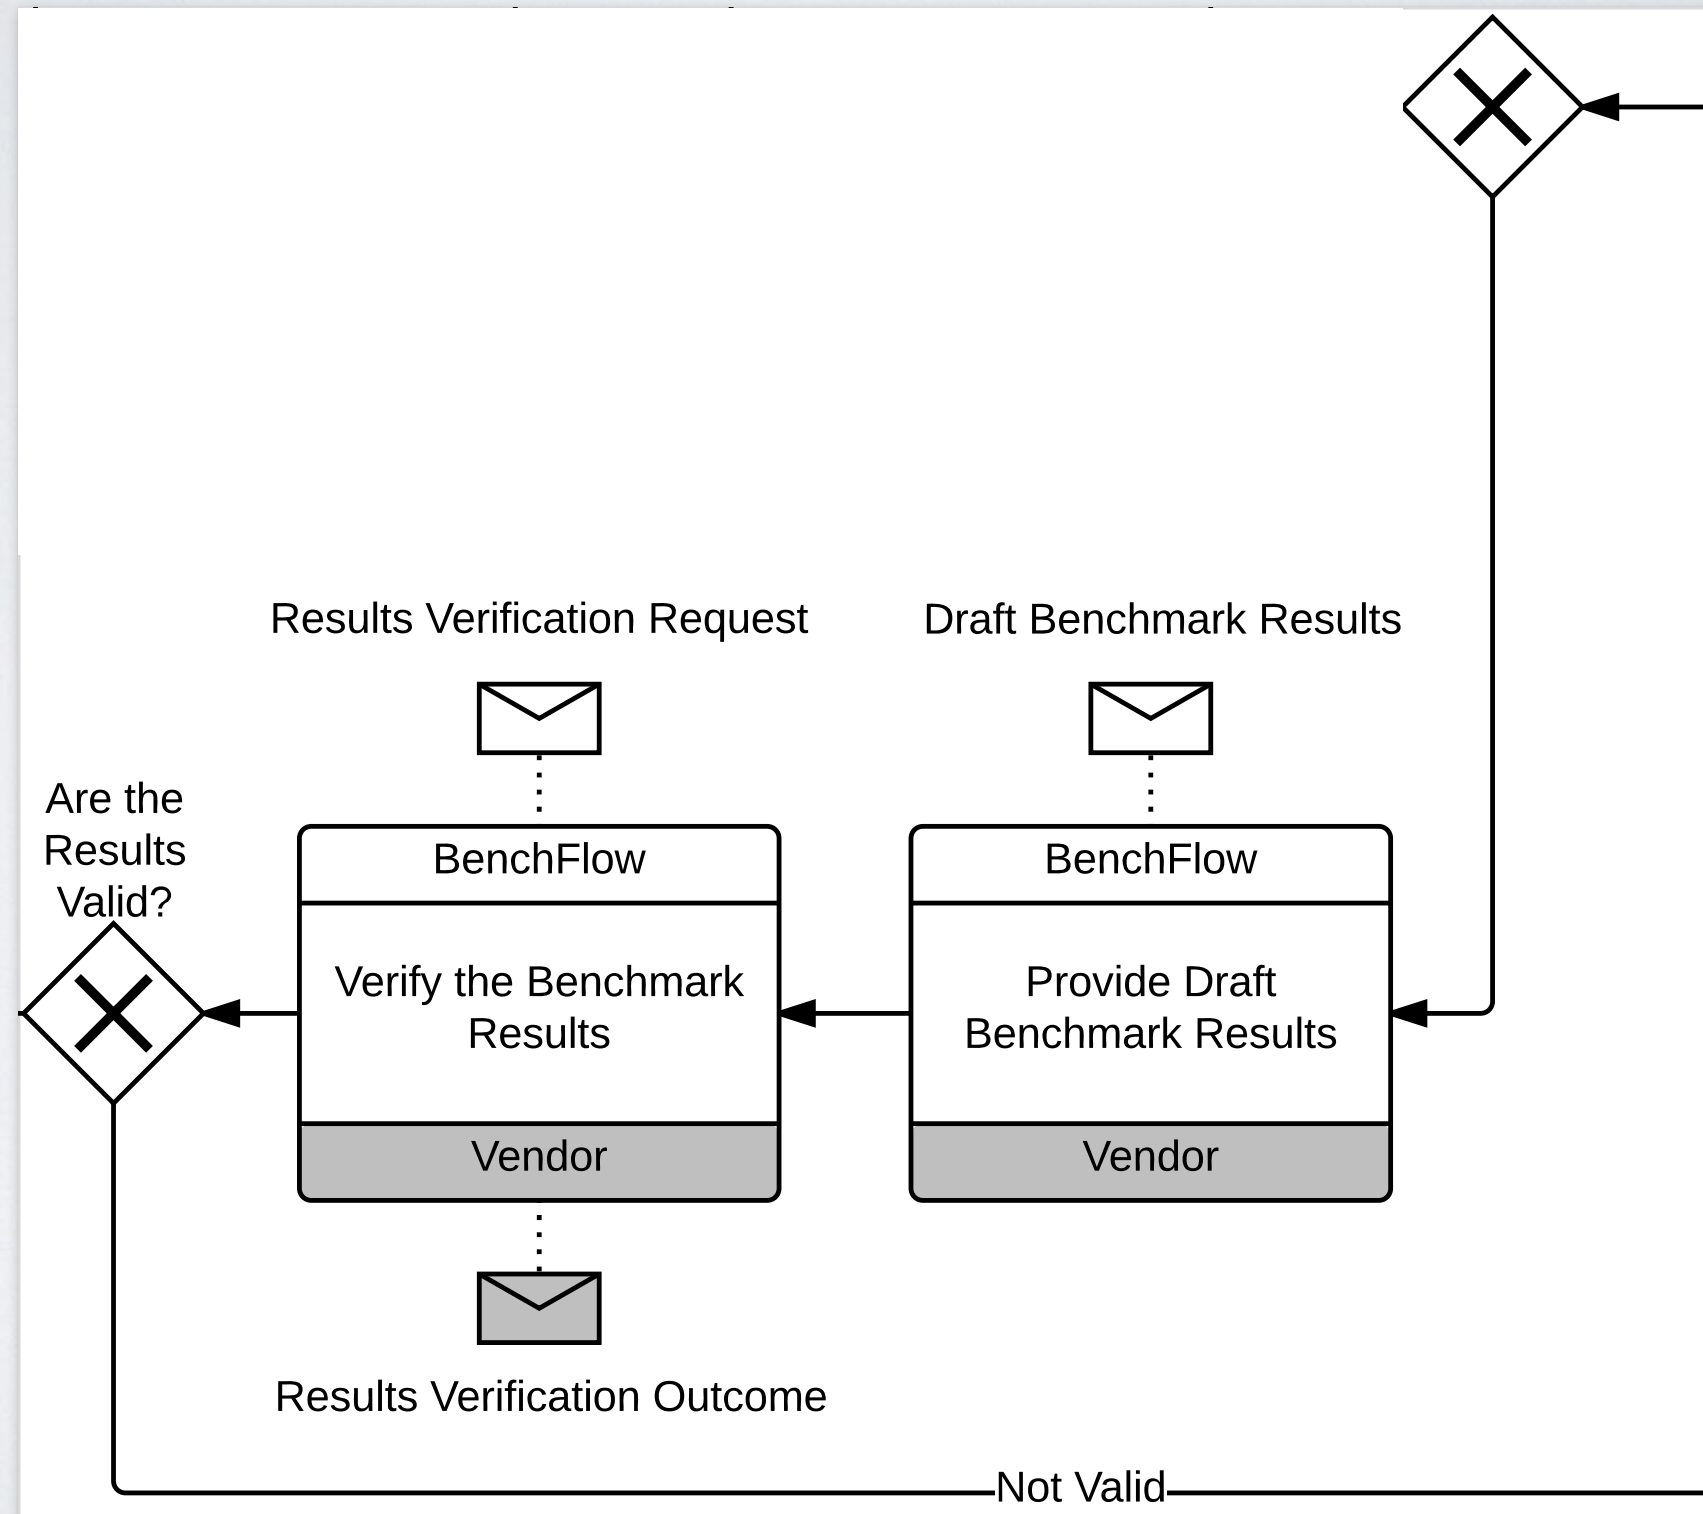 Results Verification Request
Draft Benchmark Results
Are the
Results
Valid?
BenchFlow
Verify the Benchmark
Results
Vendor
BenchFlow
Provide Draft
Benchmark Results
Vendor
Results Verification Outcome
Not Valid